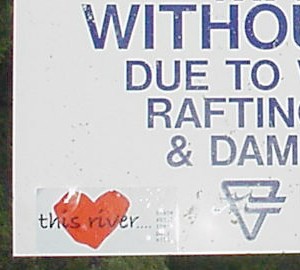 WITHOU
DUE TO
RAFTING
& DAM
this river....